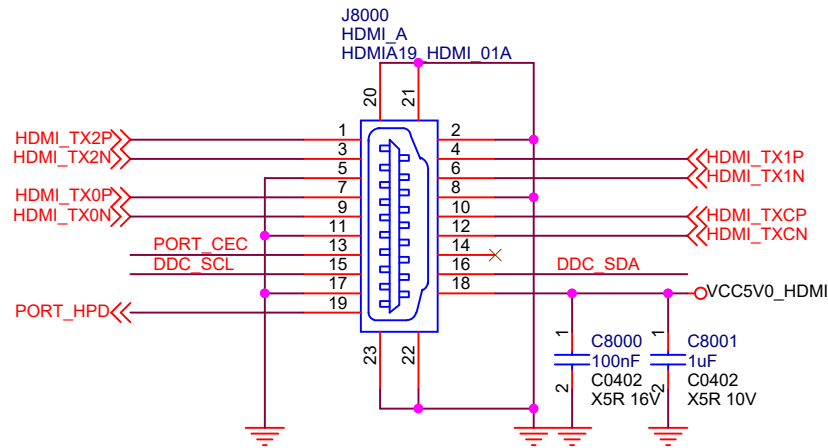 J8000
HDMI_A
HDMIA19_HDMI_01A
20
21
HDMI_TX2P
1
2
HDMI_TX2N
3
4
HDMI_TX1P
5
6
HDMI_TX1N
HDMI_TX0P
7
8
HDMI_TX0N
9
10
HDMI_TXCP
11
12
HDMI_TXCN
PORT_CEC
13
14
DDC_SCL
15
16
DDC_SDA
17
18
VCC5V0_HDMI
PORT_HPD
19
23
22
1
C8000
100nF
2
C0402
X5R 16V
1
C8001
1uF
2
C0402
X5R 10V